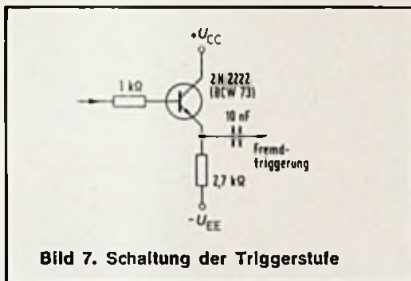 +U_CC
1 kΩ
2N 2222
(BCW 73)
10 nF
Fremd-
triggerung
2,7 kΩ
-U_EE
Bild 7. Schaltung der Triggerstufe